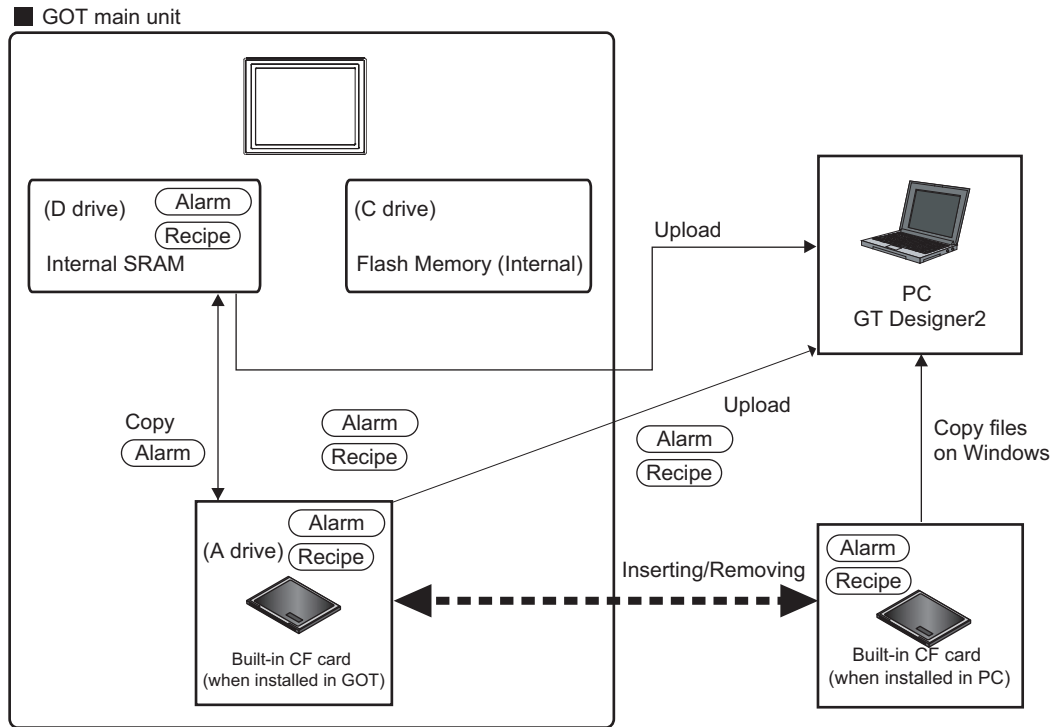 GOT main unit
(D drive)
Alarm
Recipe
Internal SRAM
(C drive)
Flash Memory (Internal)
Upload
PC
GT Designer2
Copy
Alarm
Alarm
Recipe
Upload
Alarm
Recipe
Copy files
on Windows
(A drive)
Alarm
Recipe
Built-in CF card
(when installed in GOT)
Inserting/Removing
Alarm
Recipe
Built-in CF card
(when installed in PC)